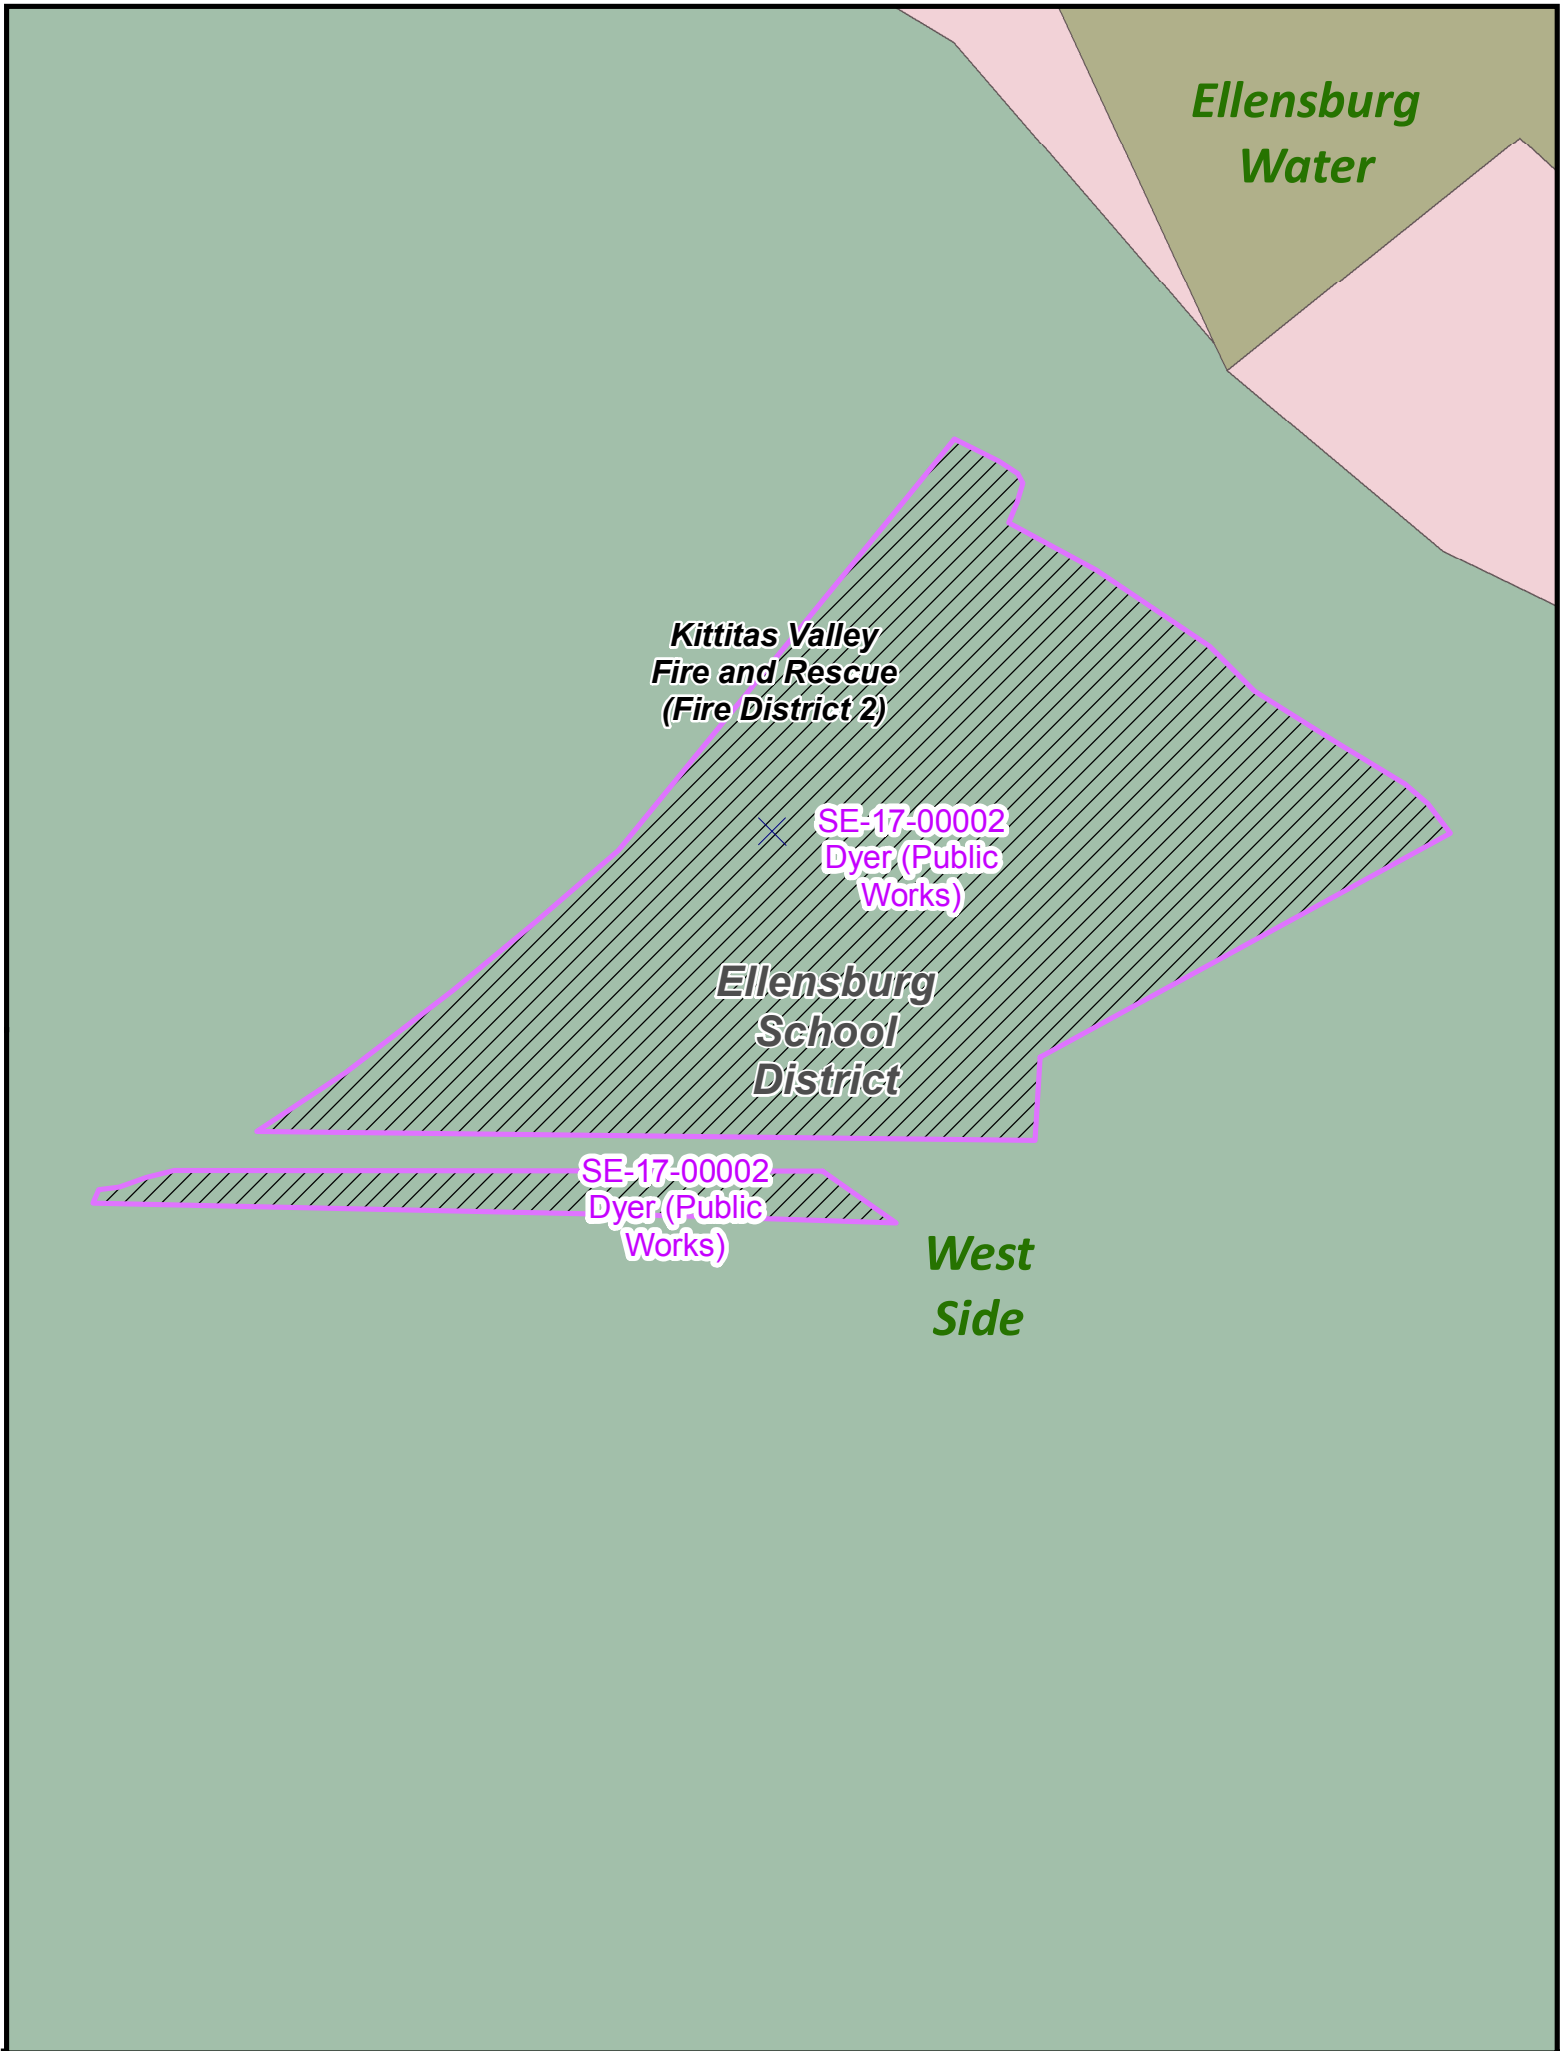 Ellensburg
Water
Kittitas Valley
Fire and Rescue
(Fire District 2)
SE-17-00002
Dyer (Public
Works)
Ellensburg
School
District
SE-17-00002
Dyer (Public
Works)
West
Side